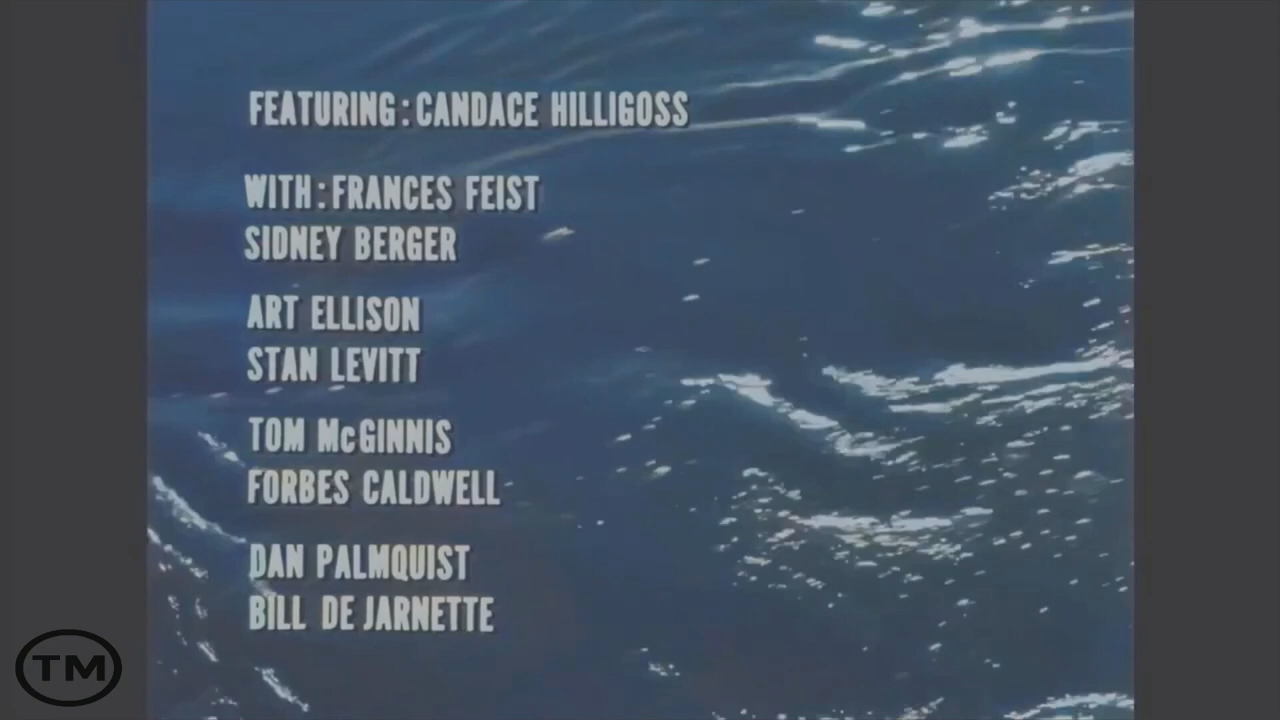 FEATURING: CANDACE HILLIGOSS
WITH: FRANCES FEIST
SIDNEY BERGER
ART ELLISON
STAN LEVITT
TOM McGINNIS
FORBES CALDWELL
DAN PALMQUIST
BILL DE JARNETTE
TM